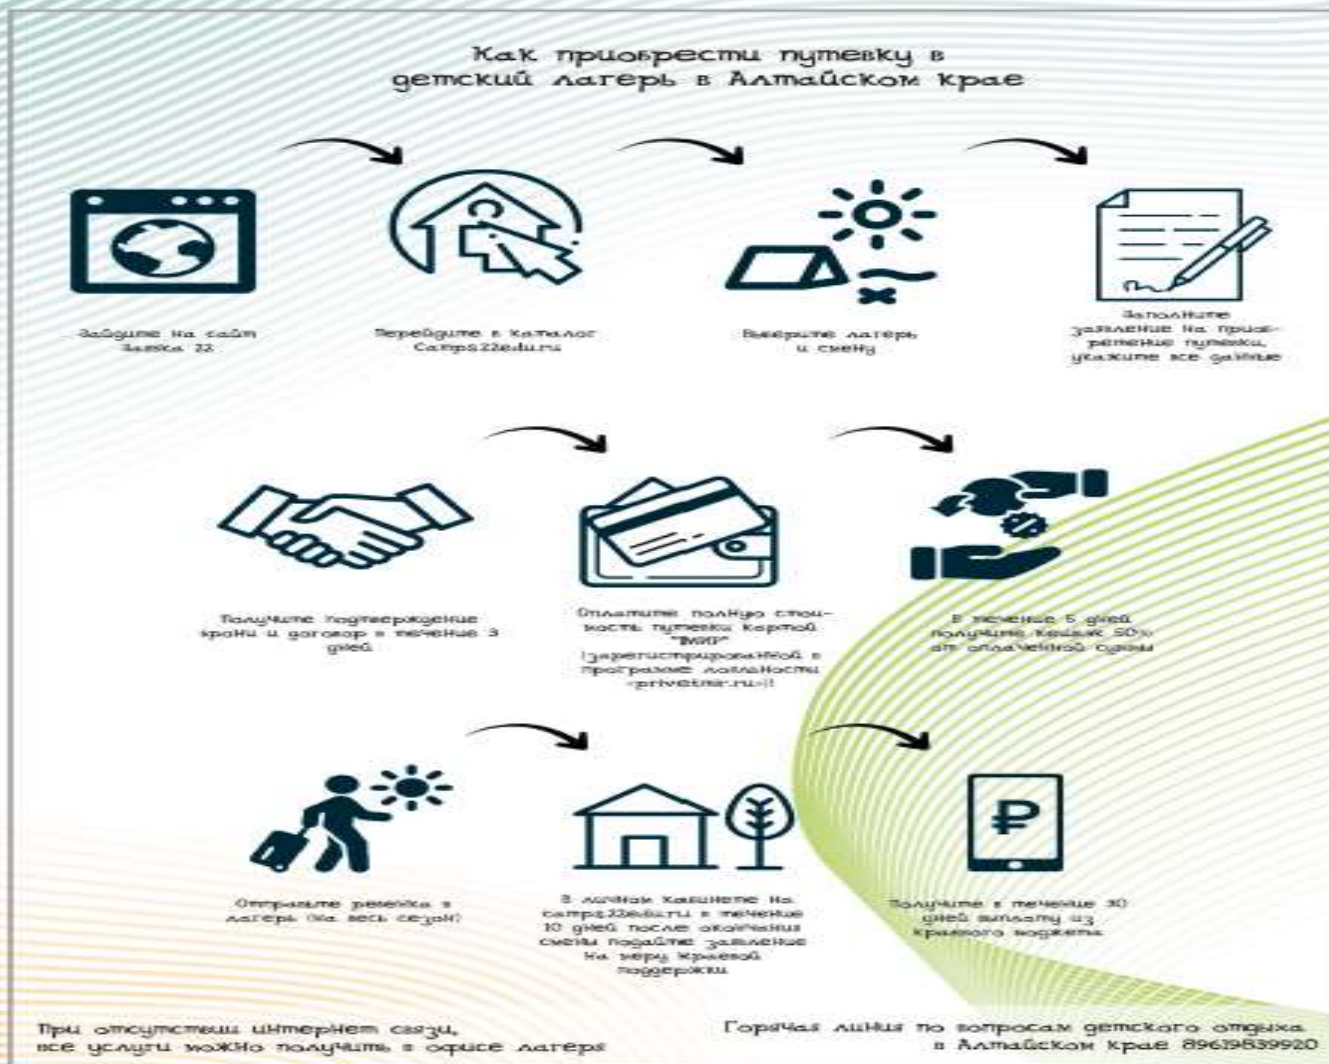 Как приобрести путевку в
детский лагерь в Алтайском крае
Зайдите на сайт
Заявка 22
Перейдите в каталог
Camps22edu.ru
Выберите лагерь
и смену
Заполните
заявление на приоб-
ретение путевки,
укажите все данные
Получите подтверждение
брони и договор в течение 3
дней
Оплатите полную стои-
мость путевки картой
"МИР"
(зарегистрированной в
программе лояльности
«privetmir.ru»)!
В течение 5 дней
получите кешбэк 50%
от оплаченной суммы
Отправьте ребенка в
лагерь (на весь сезон)
В личном кабинете на
camps22edu.ru в течение
10 дней после окончания
смены подайте заявление
на меру краевой
поддержки
Получите в течение 30
дней выплату из
краевого бюджета
При отсутствии интернет связи,
все услуги можно получить в офисе лагеря
Горячая линия по вопросам детского отдыха
в Алтайском крае 89619839920